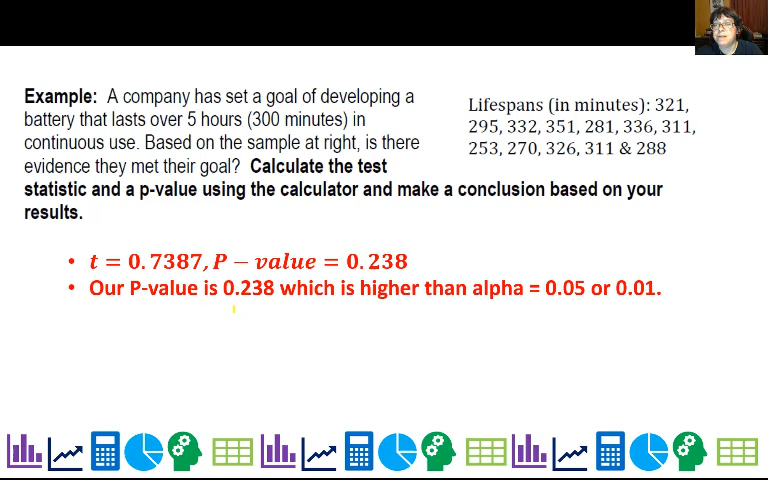 Example: A company has set a goal of developing a
battery that lasts over 5 hours (300 minutes) in
continuous use. Based on the sample at right, is there
evidence they met their goal? Calculate the test
statistic and a p-value using the calculator and make a conclusion based on your
results.
Lifespans (in minutes): 321,
295, 332, 351, 281, 336, 311,
253, 270, 326, 311 & 288
• t = 0.7387, P − value = 0.238
• Our P-value is 0.238 which is higher than alpha = 0.05 or 0.01.